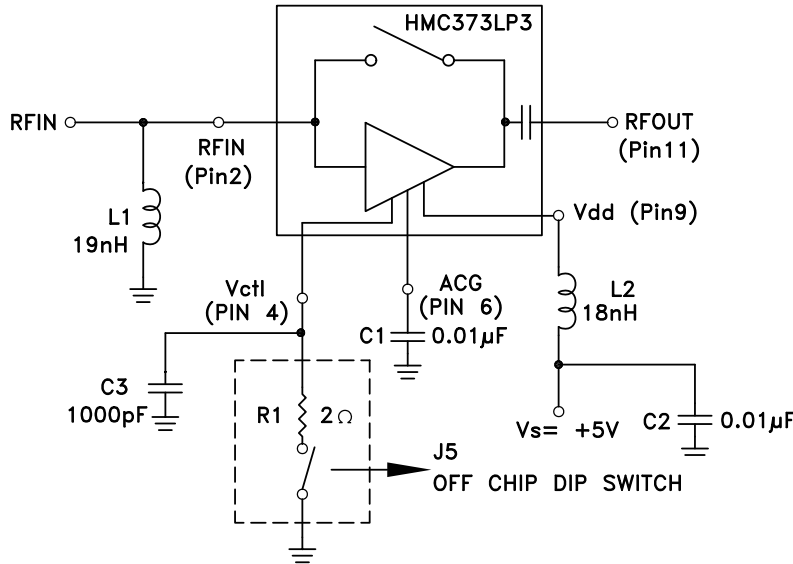 HMC373LP3
RFIN
RFIN
(Pin2)
RFOUT
(Pin11)
L1
19nH
Vdd (Pin9)
Vctl
(PIN 4)
ACG
(PIN 6)
L2
18nH
C1 0.01µF
C3
1000pF
R1 2Ω
Vs= +5V
C2 0.01µF
J5
OFF CHIP DIP SWITCH